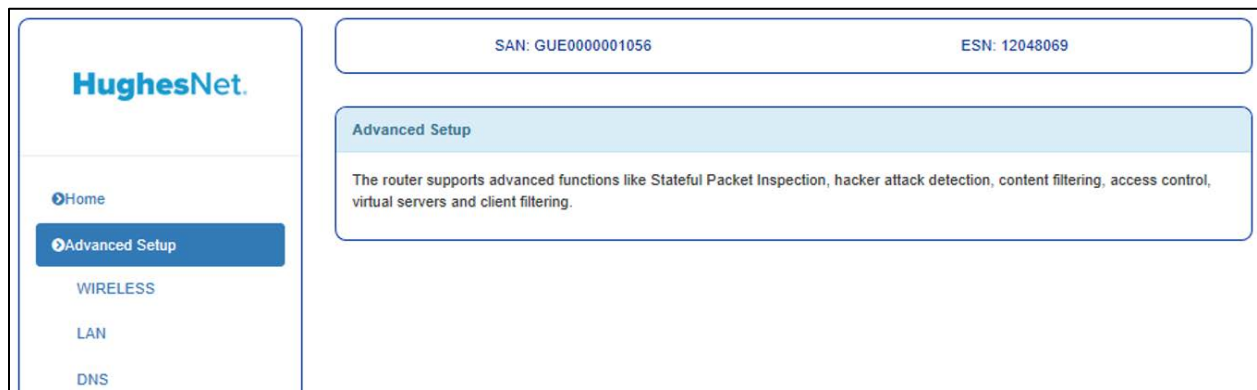 HughesNet.
Home
Advanced Setup
WIRELESS
LAN
DNS
SAN: GUE0000001056 ESN: 12048069
Advanced Setup
The router supports advanced functions like Stateful Packet Inspection, hacker attack detection, content filtering, access control,
virtual servers and client filtering.